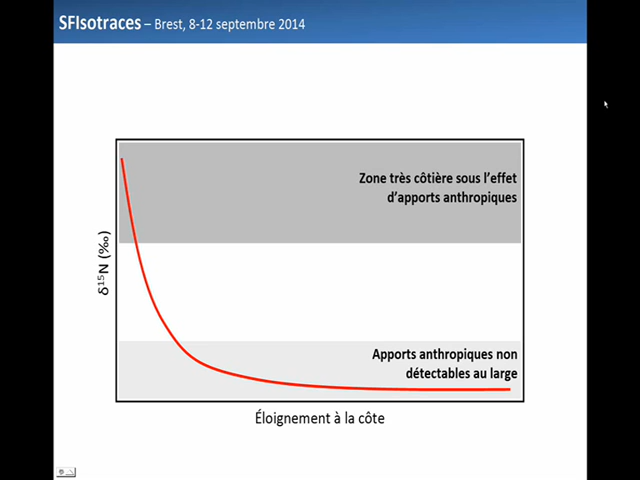 SFIsotraces – Brest, 8-12 septembre 2014
Zone très côtière sous l’effet
d’apports anthropiques
δ¹⁵N (‰)
Apports anthropiques non
détectables au large
Éloignement à la côte